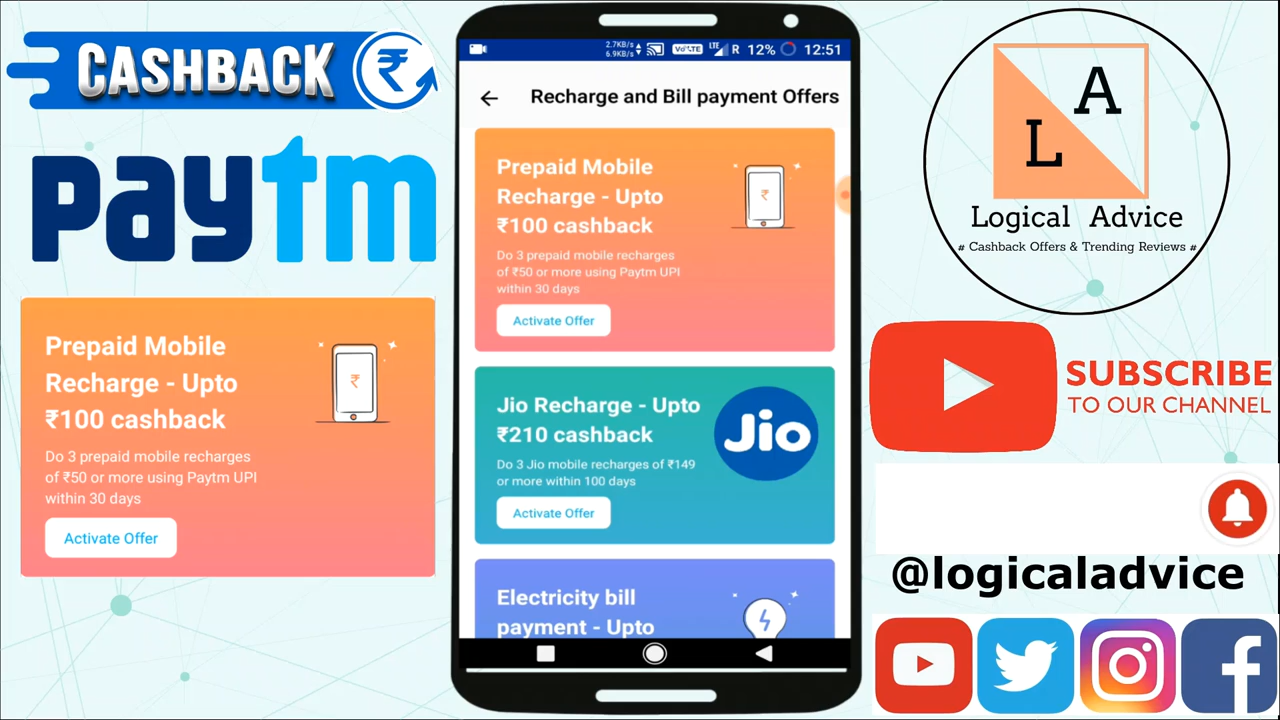 CASHBACK ₹
paytm
Prepaid Mobile
Recharge - Upto
₹100 cashback
₹
Do 3 prepaid mobile recharges
of ₹50 or more using Paytm UPI
within 30 days
Activate Offer
2.7KB/s
6.9KB/s
VoLTE
LTE
R 12% 12:51
Recharge and Bill payment Offers
Prepaid Mobile
Recharge - Upto
₹100 cashback
₹
Do 3 prepaid mobile recharges
of ₹50 or more using Paytm UPI
within 30 days
Activate Offer
Jio Recharge - Upto
₹210 cashback
Jio
Do 3 Jio mobile recharges of ₹149
or more within 100 days
Activate Offer
Electricity bill
payment - Upto
A
L
Logical Advice
# Cashback Offers & Trending Reviews #
SUBSCRIBE
TO OUR CHANNEL
@logicaladvice
f